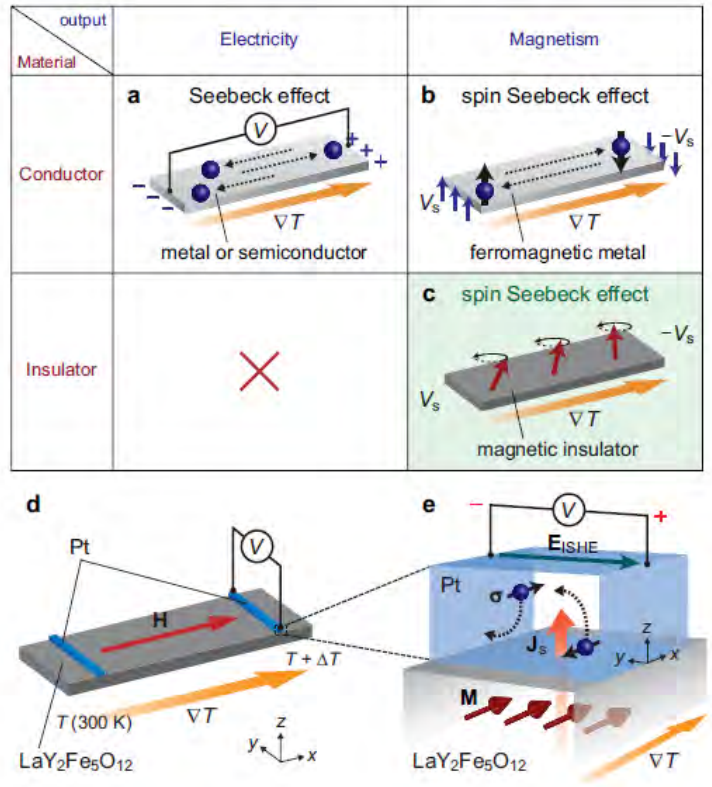 output
Material
Electricity
Magnetism
Conductor
a Seebeck effect
V
+ + +
− − −
∇T
metal or semiconductor
b spin Seebeck effect
−Vs
Vs
∇T
ferromagnetic metal
Insulator
c spin Seebeck effect
−Vs
Vs
∇T
magnetic insulator
d
Pt
V
H
T + ΔT
T (300 K)
∇T
z
y
x
LaY₂Fe₅O₁₂
e
− V +
E_ISHE
Pt
σ
Js
z
y
x
M
LaY₂Fe₅O₁₂
∇T